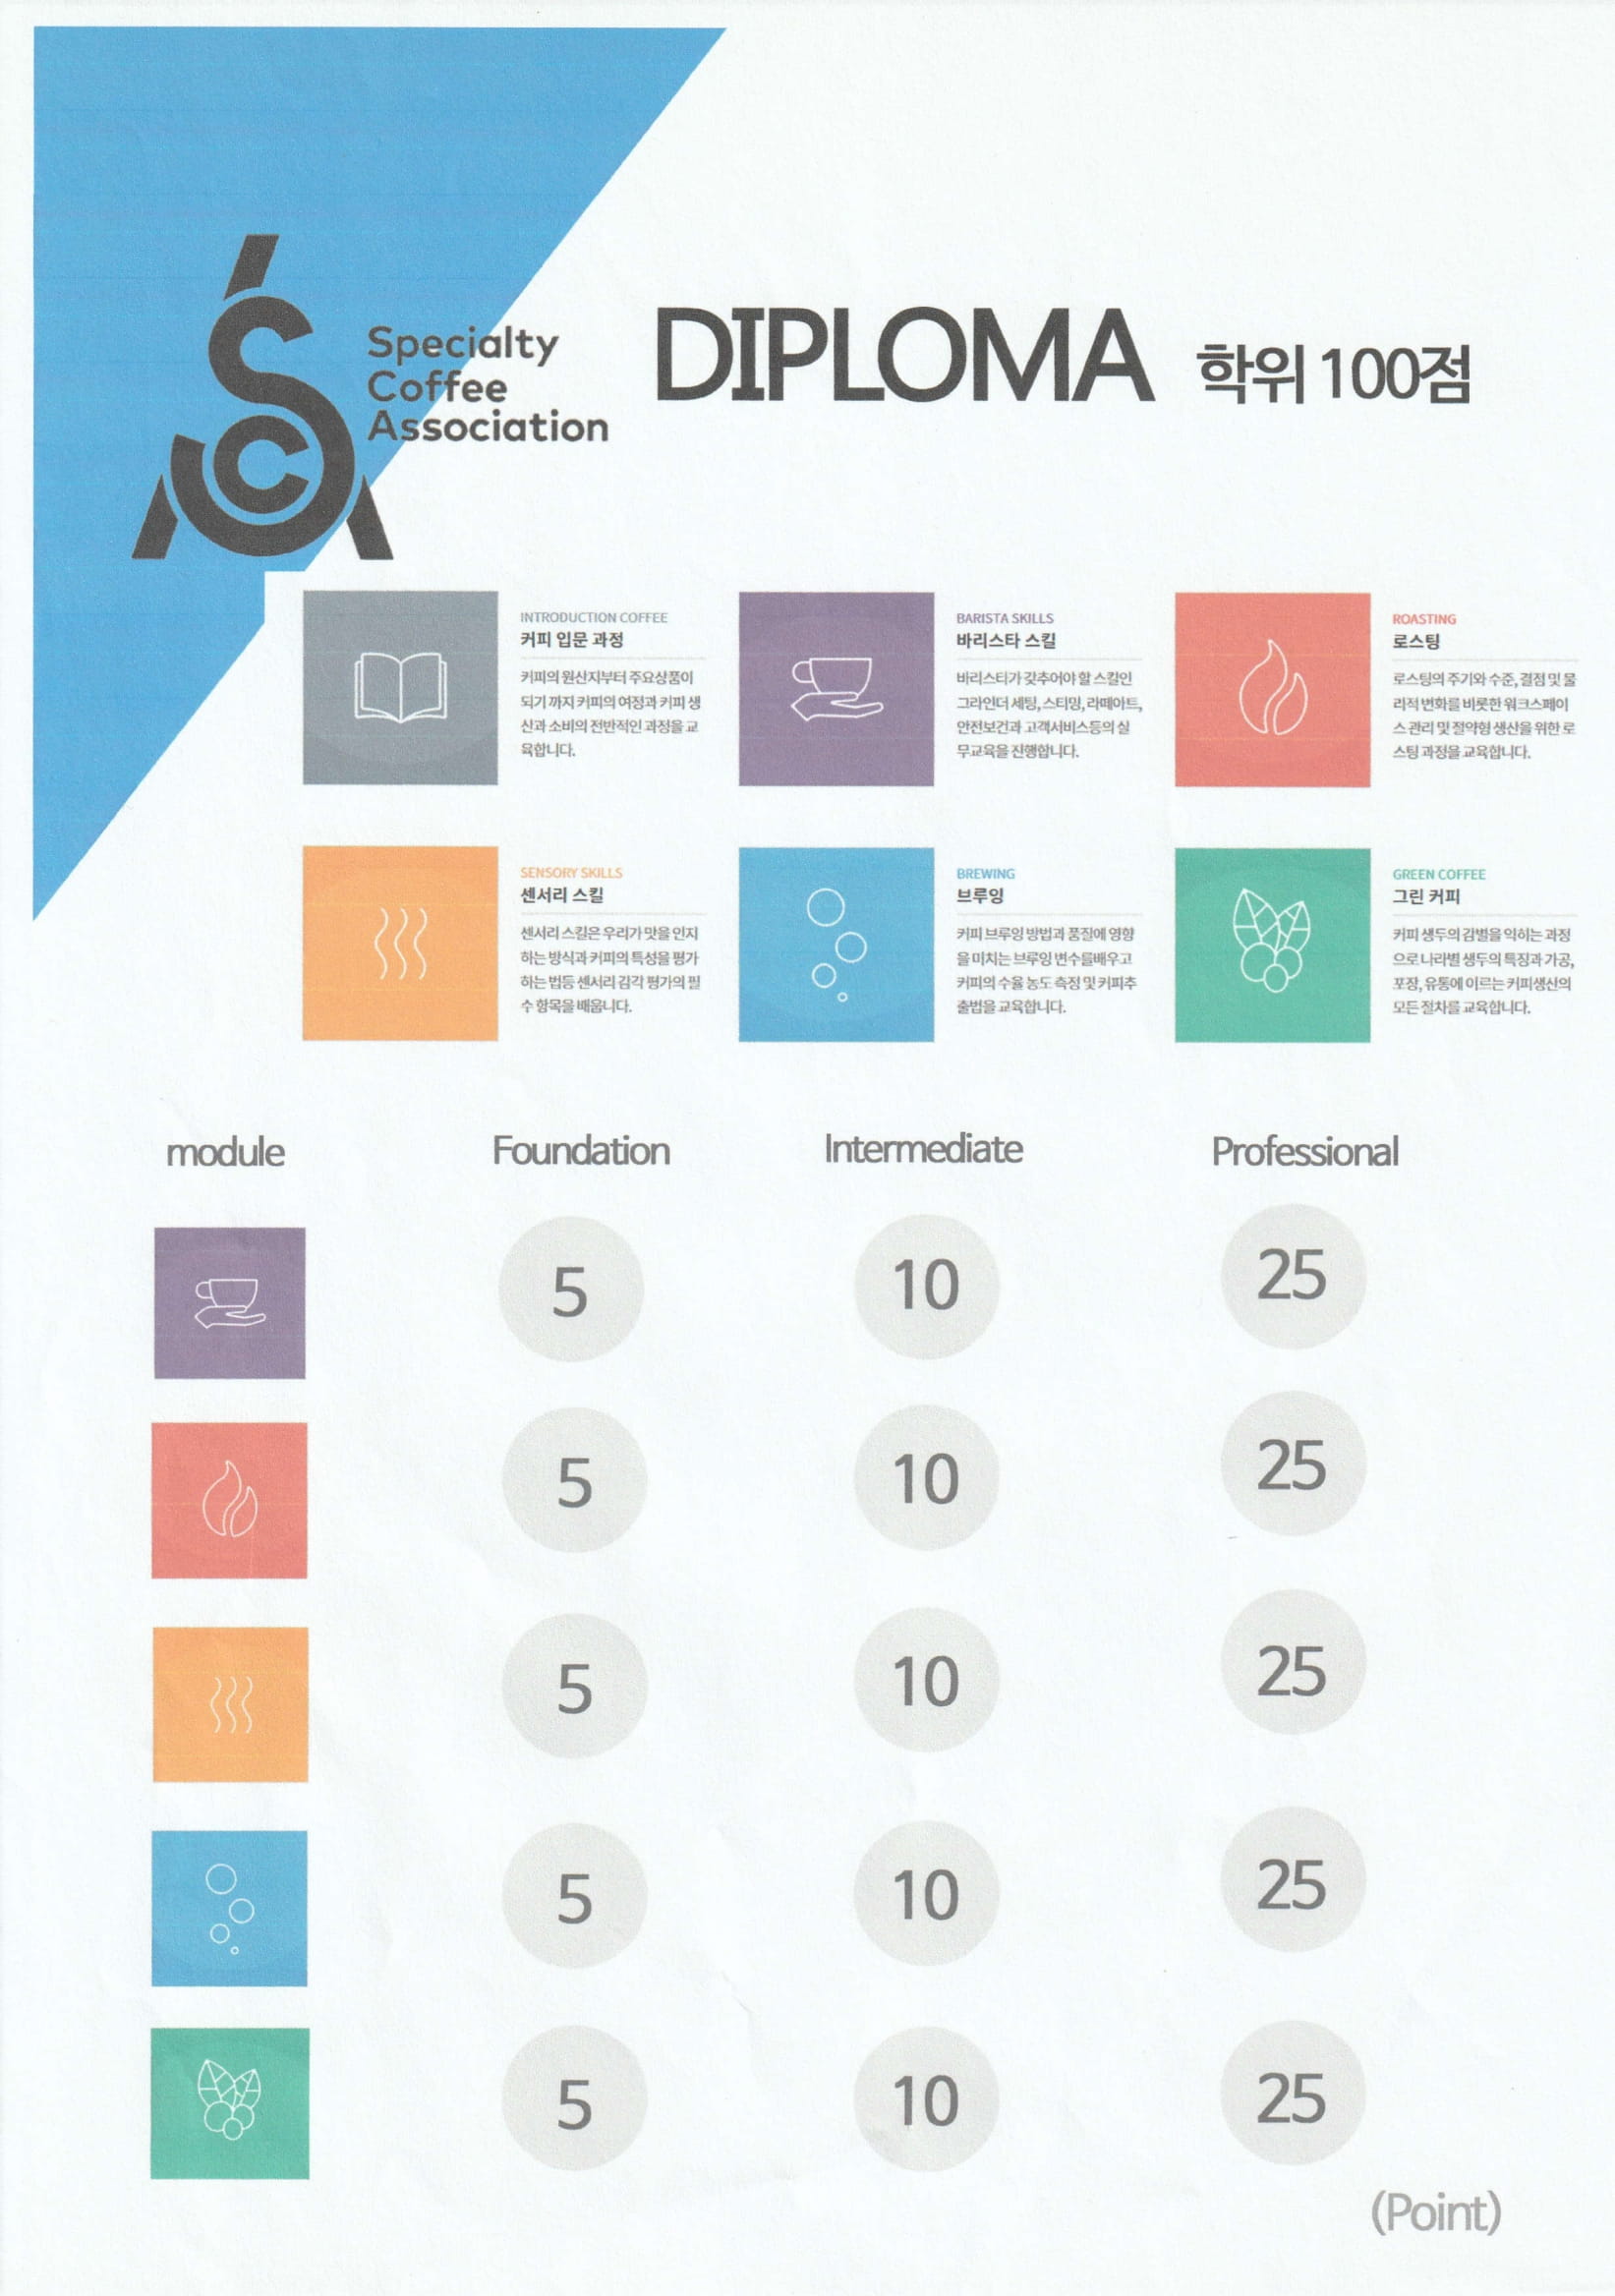 Specialty
Coffee
Association
DIPLOMA 학위 100점
INTRODUCTION COFFEE
커피 입문 과정
커피의 원산지부터 주요상품이
되기 까지 커피의 여정과 커피 생
산과 소비의 전반적인 과정을 교
육합니다.
BARISTA SKILLS
바리스타 스킬
바리스타가 갖추어야 할 스킬인
그라인더 세팅, 스티밍, 라떼아트,
안전보건과 고객서비스등의 실
무교육을 진행합니다.
ROASTING
로스팅
로스팅의 주기와 수준, 결점 및 물
리적 변화를 비롯한 워크스페이
스 관리 및 절약형 생산을 위한 로
스팅 과정을 교육합니다.
SENSORY SKILLS
센서리 스킬
센서리 스킬은 우리가 맛을 인지
하는 방식과 커피의 특성을 평가
하는 법등 센서리 감각 평가의 필
수 항목을 배웁니다.
BREWING
브루잉
커피 브루잉 방법과 품질에 영향
을 미치는 브루잉 변수를배우고
커피의 수율 농도 측정 및 커피추
출법을 교육합니다.
GREEN COFFEE
그린 커피
커피 생두의 감별을 익히는 과정
으로 나라별 생두의 특징과 가공,
포장, 유통에 이르는 커피생산의
모든 절차를 교육합니다.
module Foundation Intermediate Professional
5 10 25
5 10 25
5 10 25
5 10 25
5 10 25
(Point)